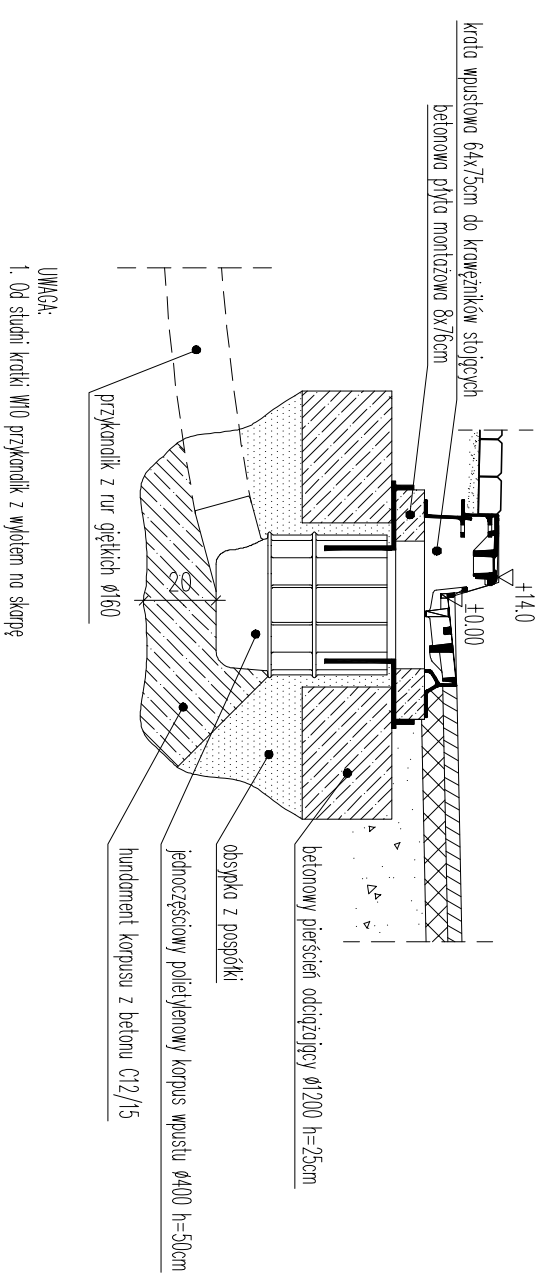 krata wpustowa 64x75cm do krawężników stojących
betonowa płyta montażowa 8x76cm
+14.0
±0.00
20
betonowy pierścień odciążający ø1200 h=25cm
obsypka z pospółki
jednoczęściowy polietylenowy korpus wpustu ø400 h=50cm
hundament korpusu z betonu C12/15
przykanalik z rur giętkich ø160
UWAGA:
1. Od studni kratki W10 przykanalik z wylotem na skarpę